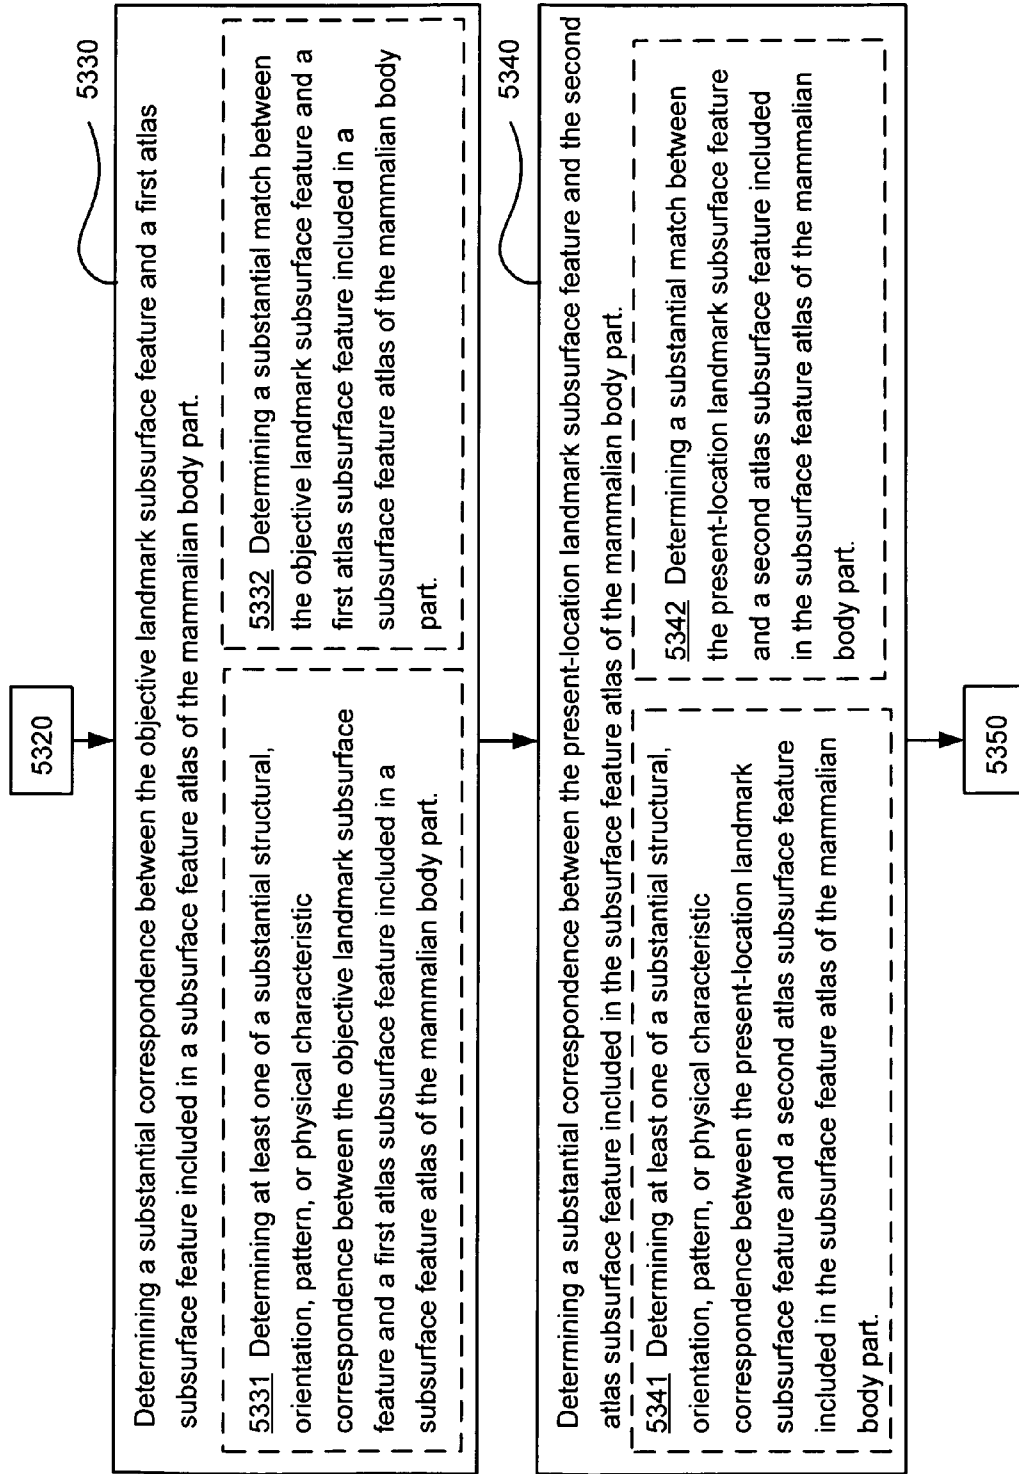 5320
5330
Determining a substantial correspondence between the objective landmark subsurface feature and a first atlas
subsurface feature included in a subsurface feature atlas of the mammalian body part.
5331 Determining at least one of a substantial structural,
orientation, pattern, or physical characteristic
correspondence between the objective landmark subsurface
feature and a first atlas subsurface feature included in a
subsurface feature atlas of the mammalian body part.
5332 Determining a substantial match between
the objective landmark subsurface feature and a
first atlas subsurface feature included in a
subsurface feature atlas of the mammalian body
part.
5340
Determining a substantial correspondence between the present-location landmark subsurface feature and the second
atlas subsurface feature included in the subsurface feature atlas of the mammalian body part.
5341 Determining at least one of a substantial structural,
orientation, pattern, or physical characteristic
correspondence between the present-location landmark
subsurface feature and a second atlas subsurface feature
included in the subsurface feature atlas of the mammalian
body part.
5342 Determining a substantial match between
the present-location landmark subsurface feature
and a second atlas subsurface feature included
in the subsurface feature atlas of the mammalian
body part.
5350